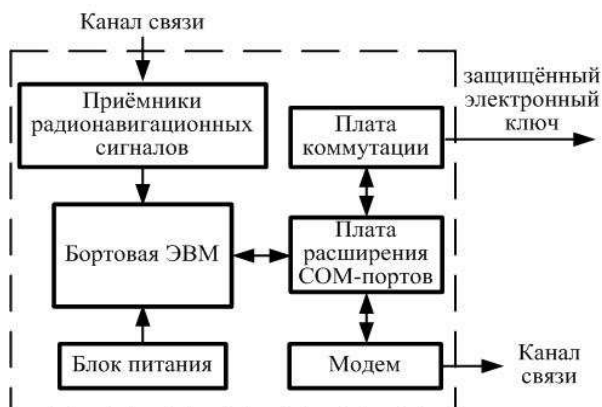 Канал связи
Приёмники
радионавигационных
сигналов
защищённый
электронный
ключ
Плата
коммутации
Бортовая ЭВМ
Плата
расширения
COM-портов
Блок питания
Модем
Канал
связи